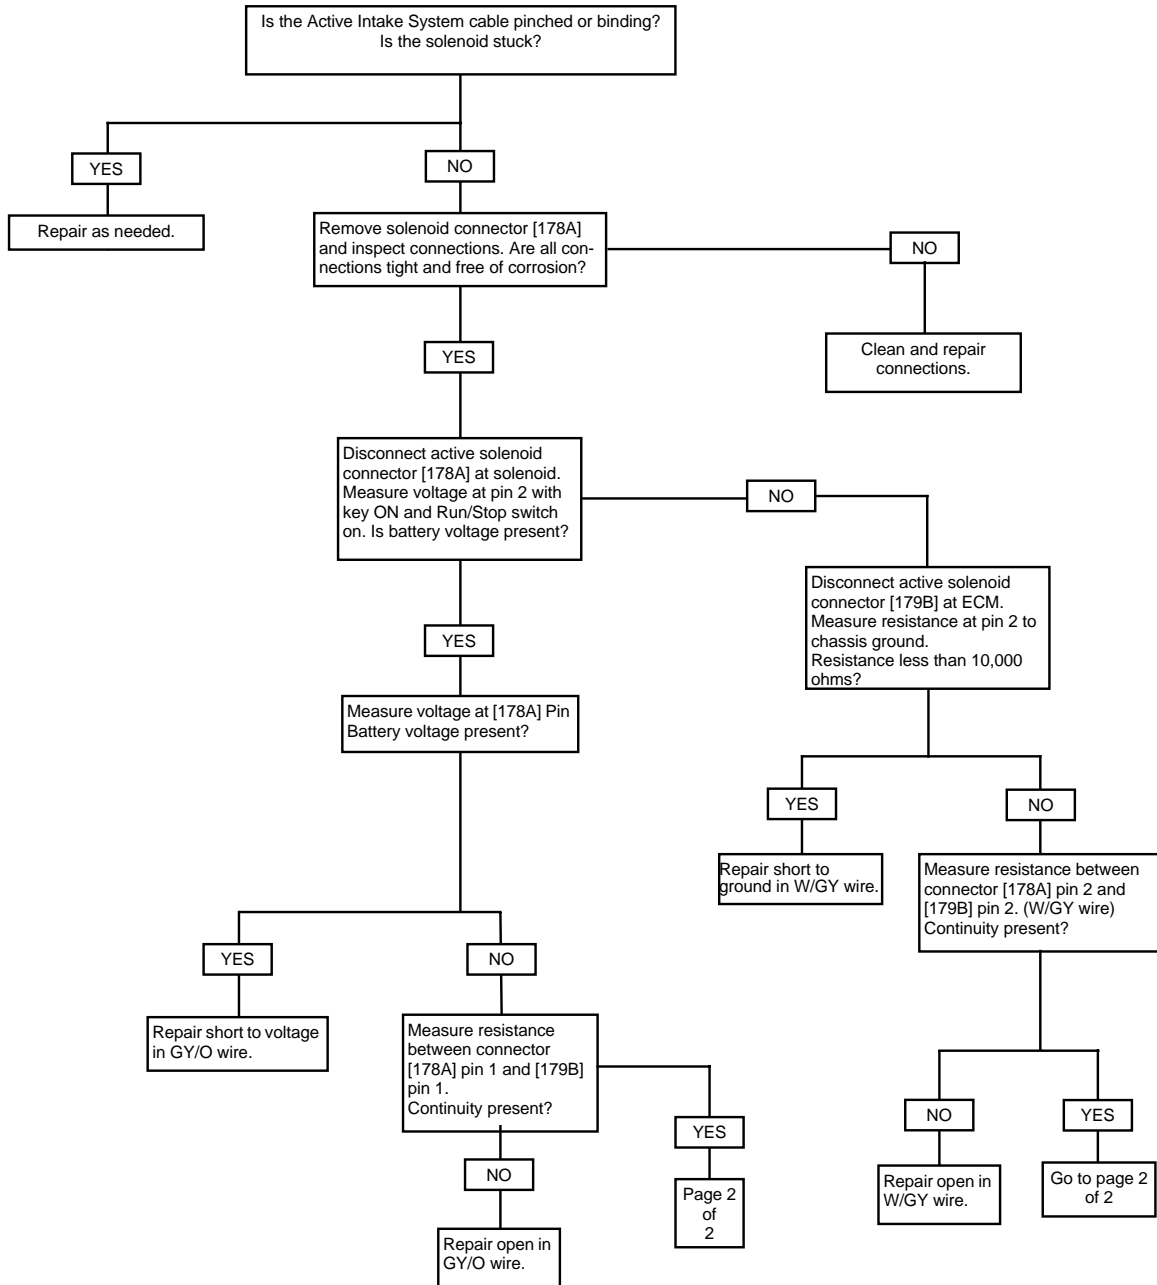 Is the Active Intake System cable pinched or binding?
Is the solenoid stuck?
YES
NO
Repair as needed.
Remove solenoid connector [178A]
and inspect connections. Are all con-
nections tight and free of corrosion?
NO
Clean and repair
connections.
YES
Disconnect active solenoid
connector [178A] at solenoid.
Measure voltage at pin 2 with
key ON and Run/Stop switch
on. Is battery voltage present?
NO
Disconnect active solenoid
connector [179B] at ECM.
Measure resistance at pin 2 to
chassis ground.
Resistance less than 10,000
ohms?
YES
Measure voltage at [178A] Pin
Battery voltage present?
YES
NO
Repair short to
ground in W/GY wire.
Measure resistance between
connector [178A] pin 2 and
[179B] pin 2. (W/GY wire)
Continuity present?
YES
NO
Repair short to voltage
in GY/O wire.
Measure resistance
between connector
[178A] pin 1 and [179B]
pin 1.
Continuity present?
NO
YES
YES
NO
Repair open in
W/GY wire.
Go to page 2
of 2
Page 2
of
2
Repair open in
GY/O wire.